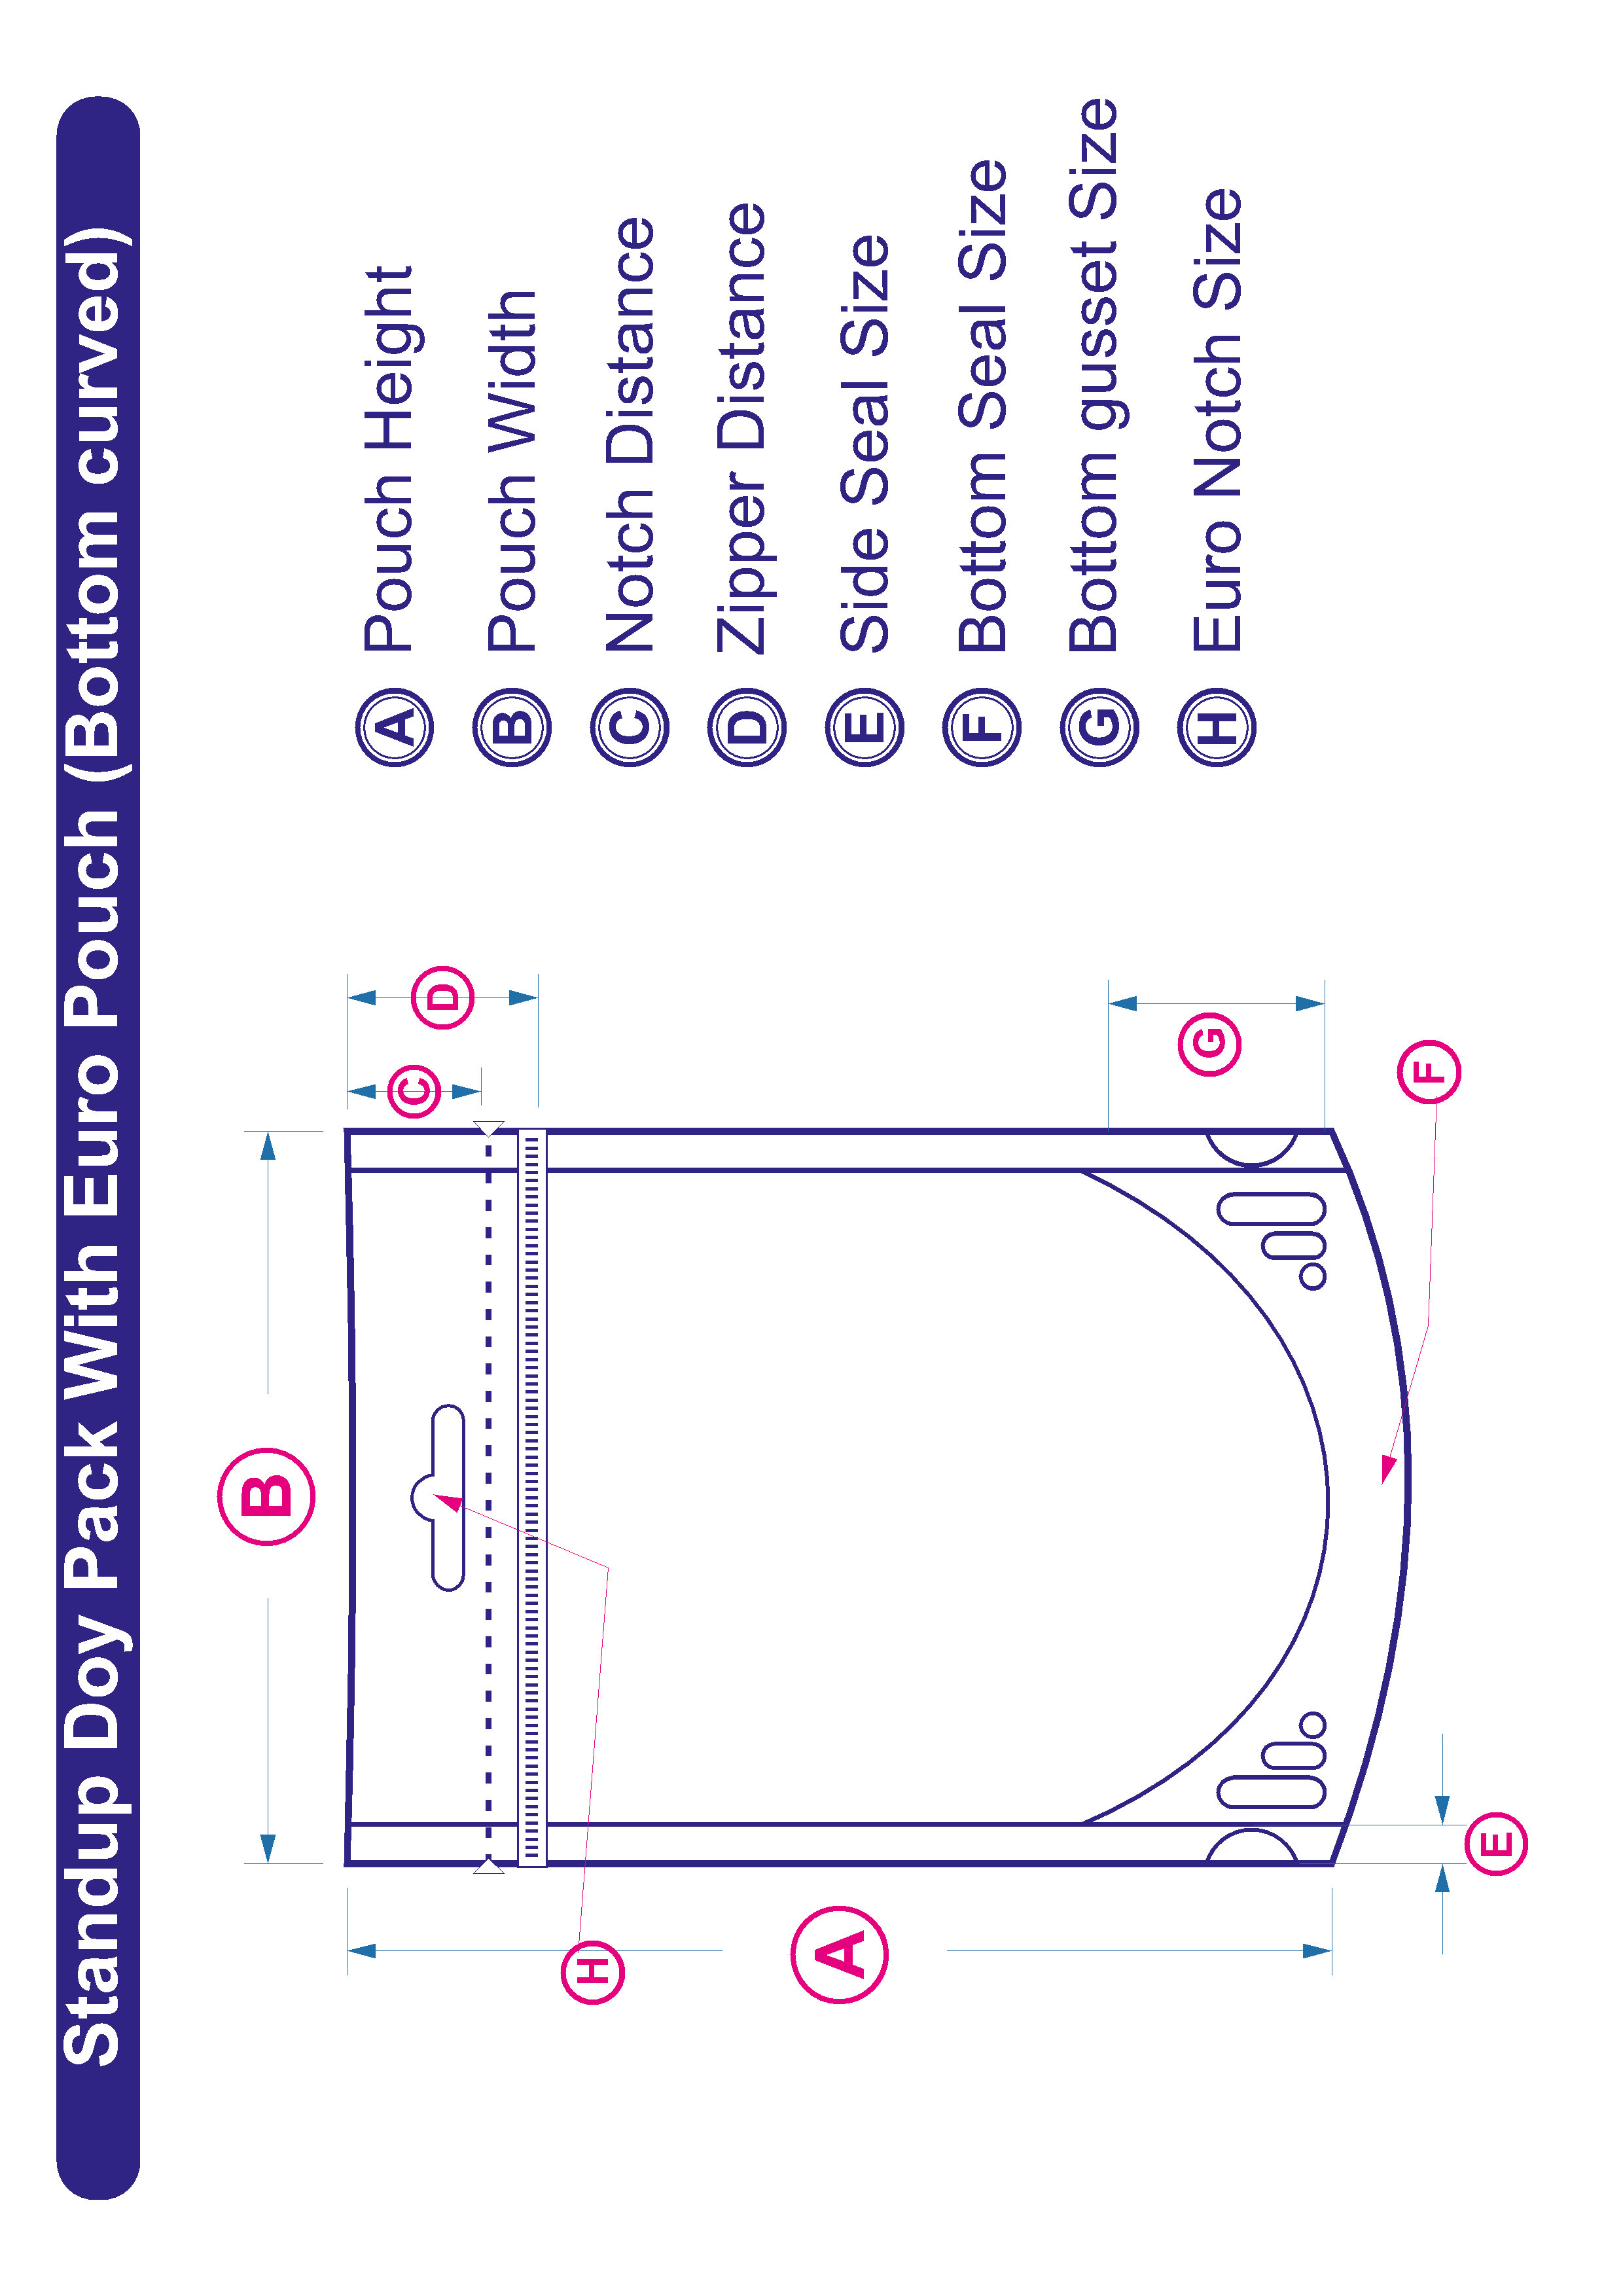 Standup Doy Pack With Euro Pouch (Bottom curved)
B
C
D
H
A
G
F
E
A Pouch Height
B Pouch Width
C Notch Distance
D Zipper Distance
E Side Seal Size
F Bottom Seal Size
G Bottom gusset Size
H Euro Notch Size